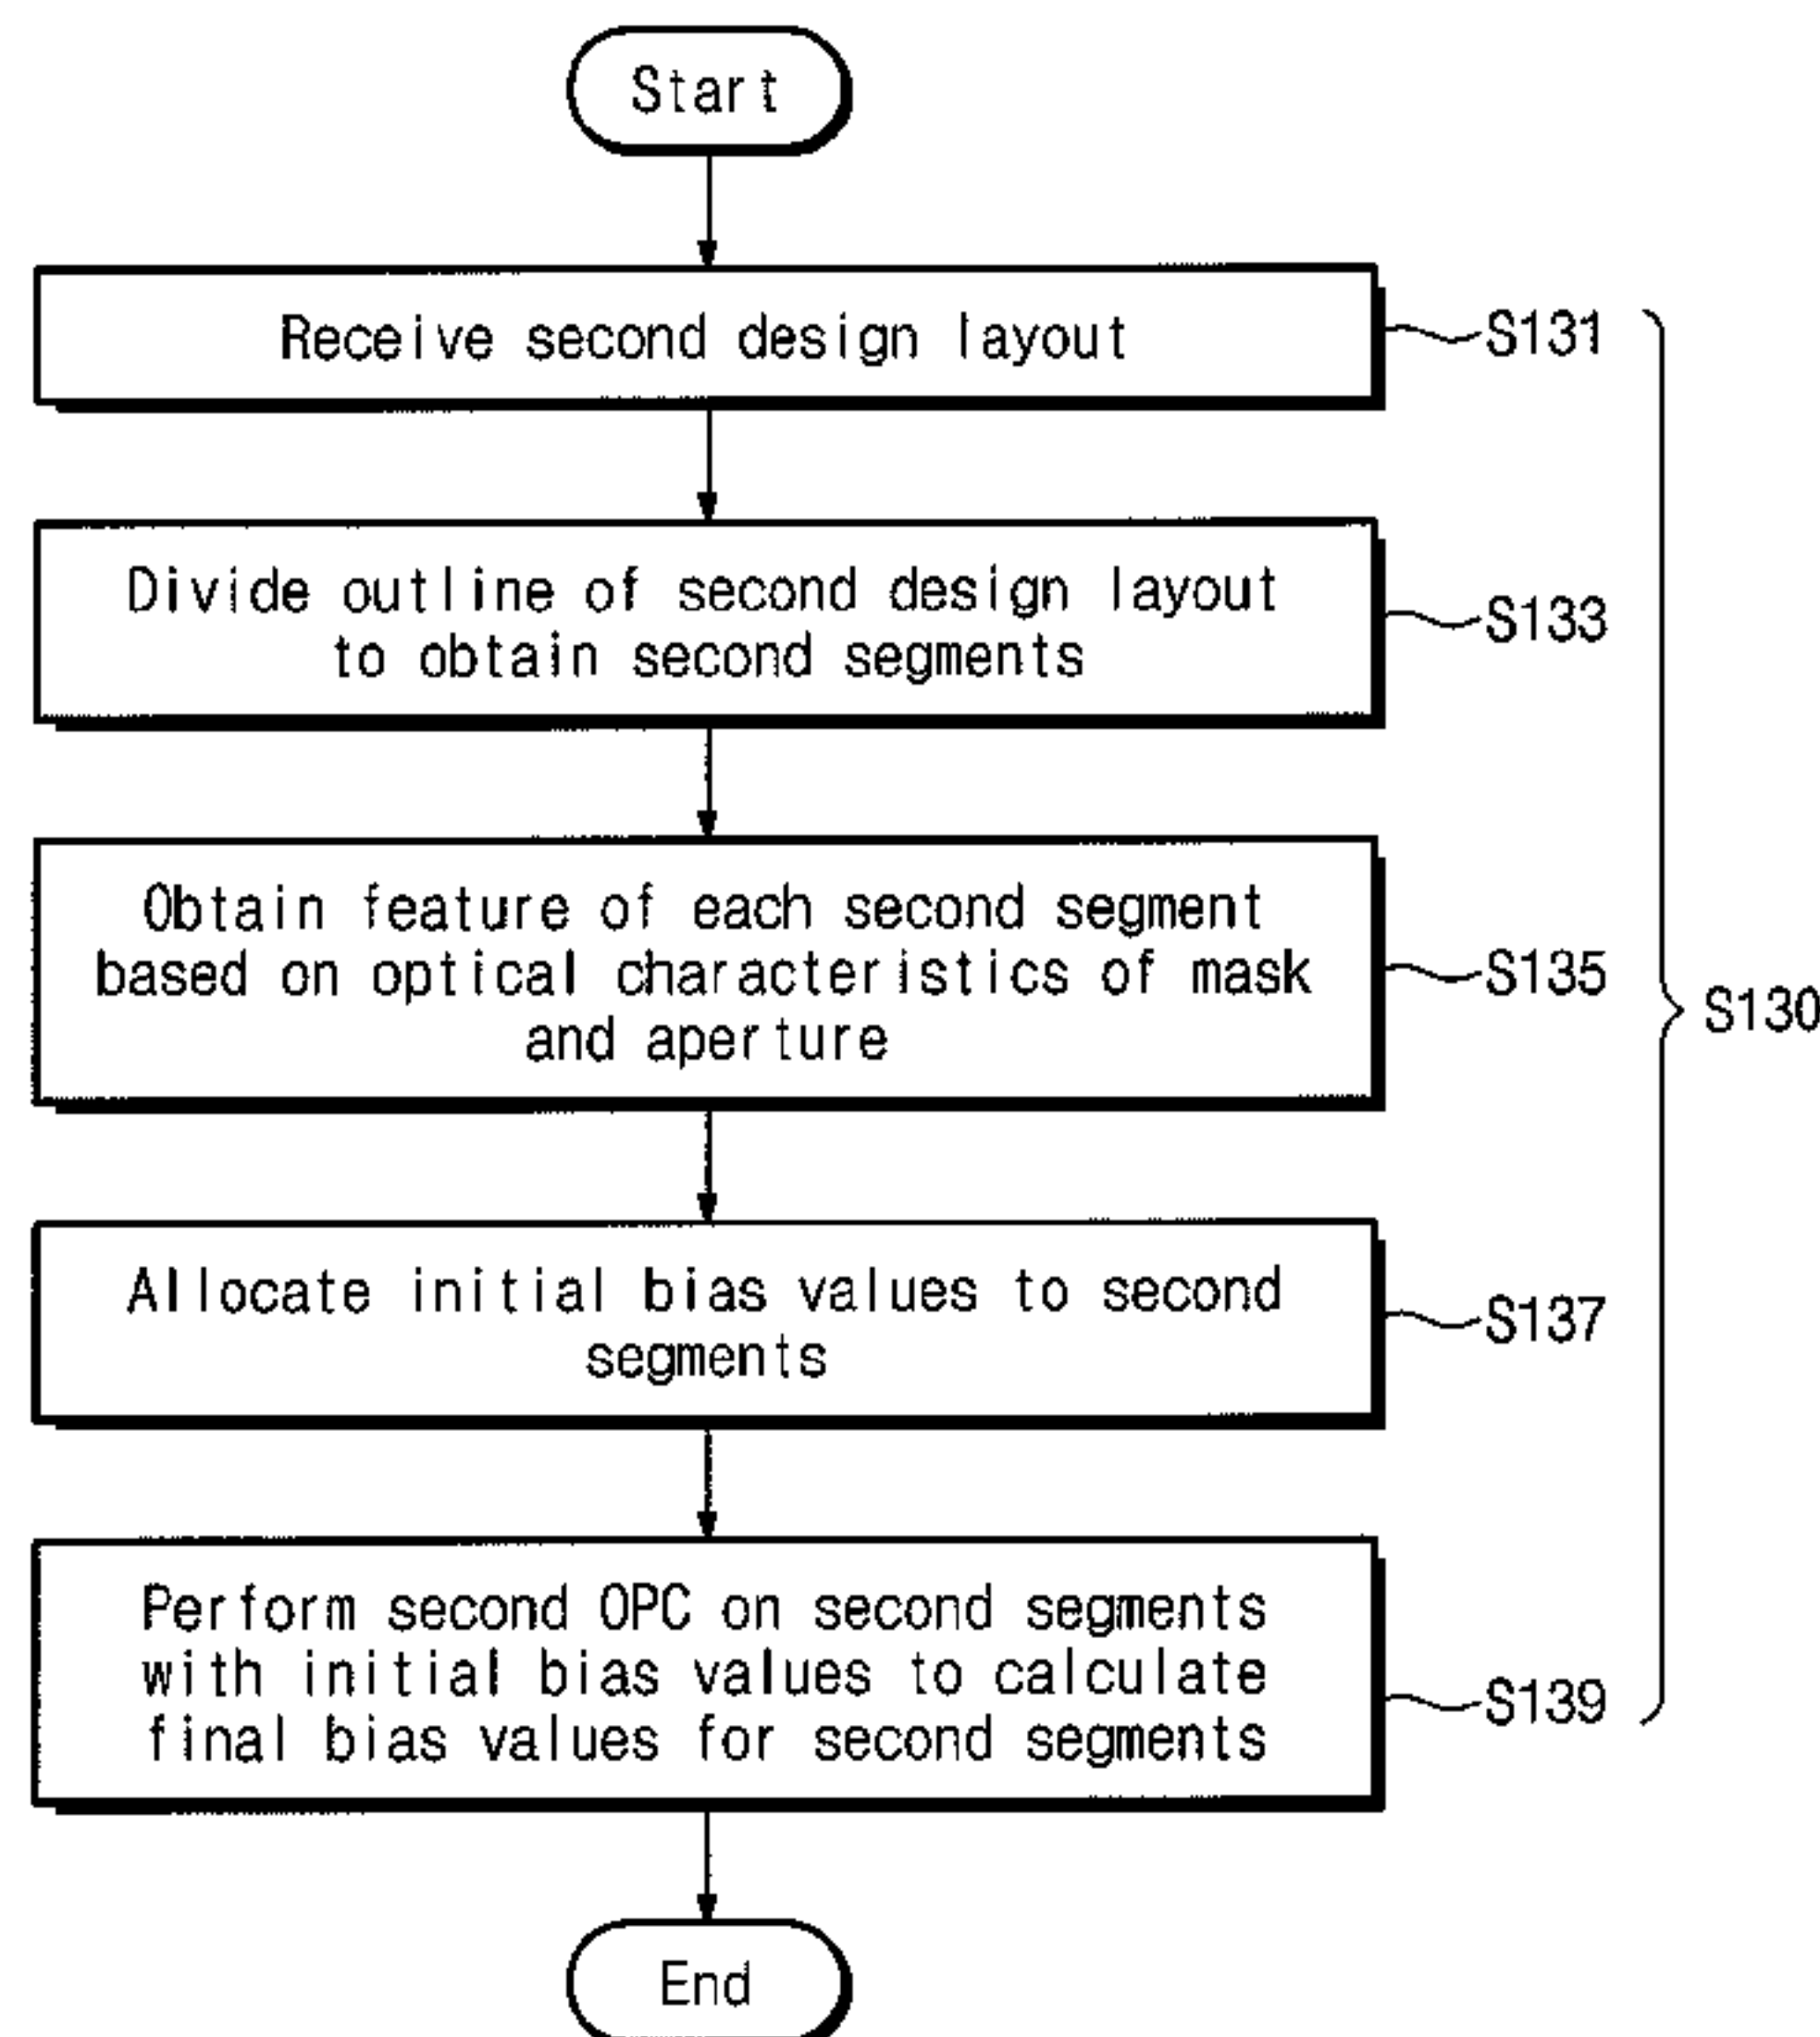 Start
Receive second design layout
S131
Divide outline of second design layout
to obtain second segments
S133
Obtain feature of each second segment
based on optical characteristics of mask
and aperture
S135
S130
Allocate initial bias values to second
segments
S137
Perform second OPC on second segments
with initial bias values to calculate
final bias values for second segments
S139
End